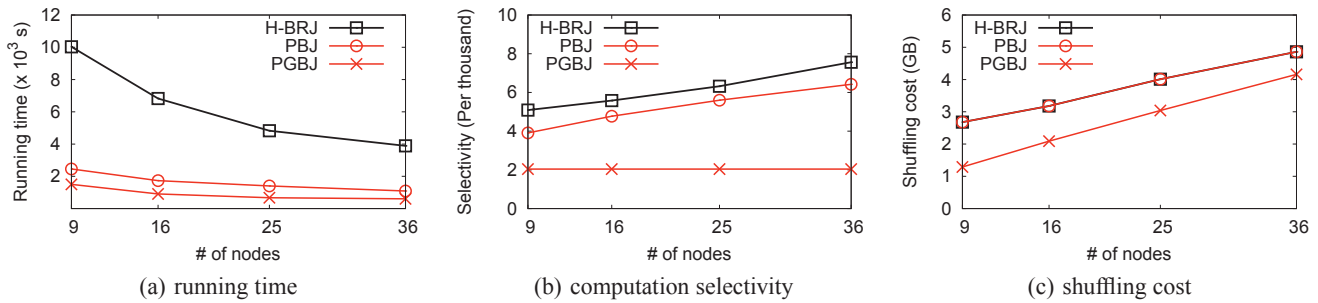 12
10
8
6
4
2
9
16
25
36
Running time (x 10³ s)
# of nodes
H-BRJ
PBJ
PGBJ
(a) running time
10
8
6
4
2
0
9
16
25
36
Selectivity (Per thousand)
# of nodes
H-BRJ
PBJ
PGBJ
(b) computation selectivity
6
5
4
3
2
1
0
9
16
25
36
Shuffling cost (GB)
# of nodes
H-BRJ
PBJ
PGBJ
(c) shuffling cost